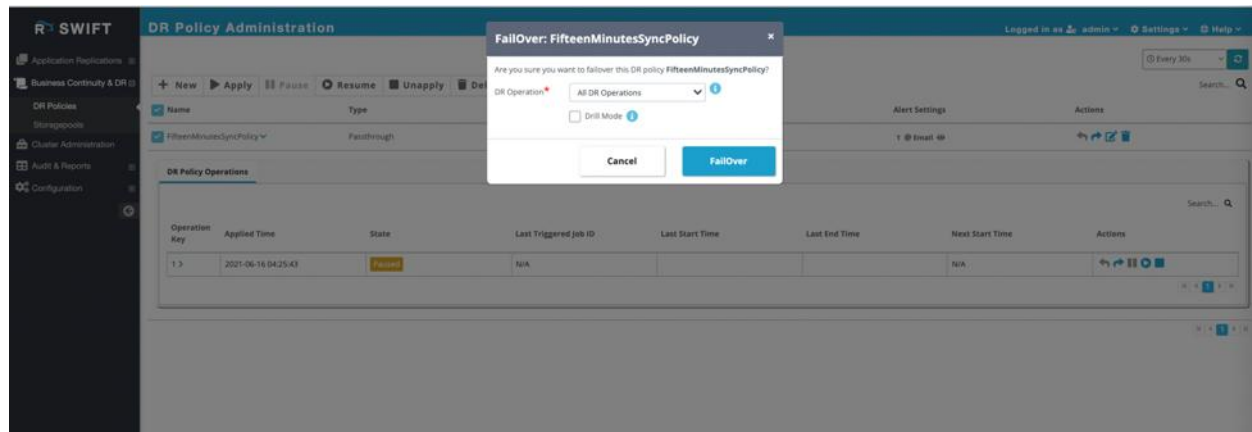 SWIFT
DR Policy Administration
Logged in as admin Settings Help
FailOver: FifteenMinutesSyncPolicy
Are you sure you want to failover this DR policy FifteenMinutesSyncPolicy?
DR Operation* All DR Operations
Drill Mode
Cancel FailOver
Application Replications
Business Continuity & DR
DR Policies
Storagepools
Cluster Administration
Audit & Reports
Configuration
Every 30s
New Apply Pause Resume Unapply
Search...
Name Type Alert Settings Actions
FifteenMinutesSyncPolicy Passthrough 1 @ Email
DR Policy Operations
Search...
Operation Key Applied Time State Last Triggered Job ID Last Start Time Last End Time Next Start Time Actions
1 2021-06-16 04:25:43 Paused N/A N/A
1
1